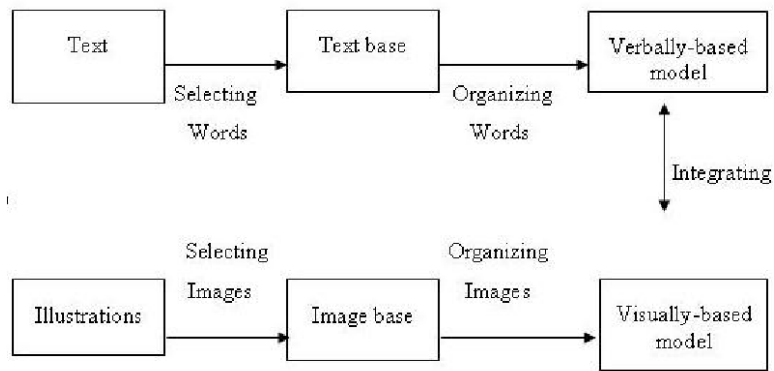 Text
Text base
Verbally-based
model
Selecting
Words
Organizing
Words
Integrating
Selecting
Images
Organizing
Images
Illustrations
Image base
Visually-based
model